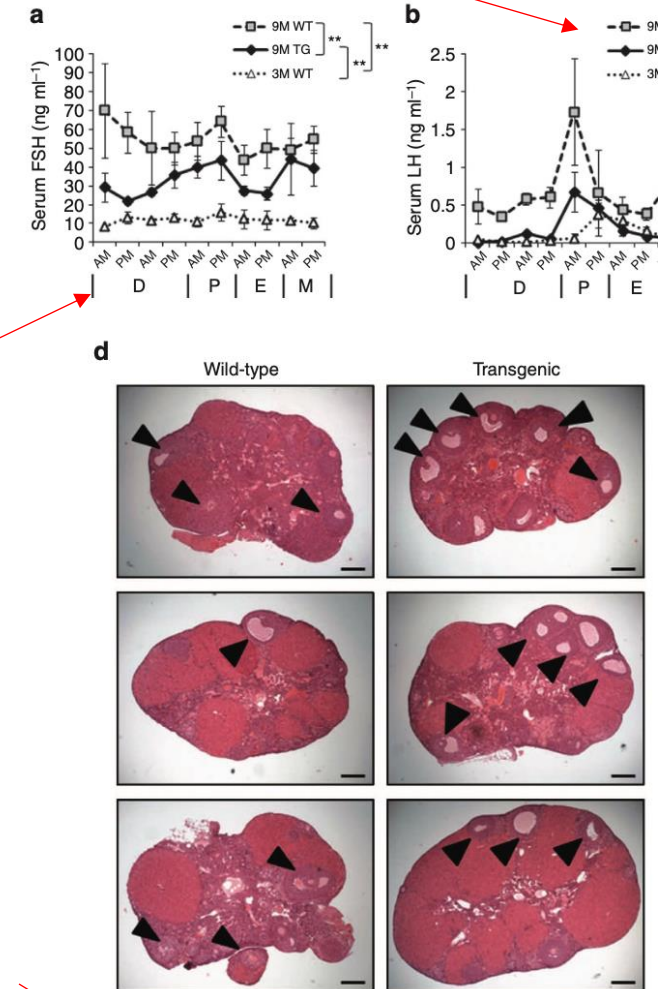 a
9M WT
9M TG
3M WT
**
**
**
Serum FSH (ng ml⁻¹)
100
90
80
70
60
50
40
30
20
10
0
AM PM AM PM AM PM AM PM AM PM
D P E M
b
9M
9M
3M
Serum LH (ng ml⁻¹)
2.5
2
1.5
1
0.5
0
AM PM AM PM AM PM AM PM
D P E
d
Wild-type Transgenic